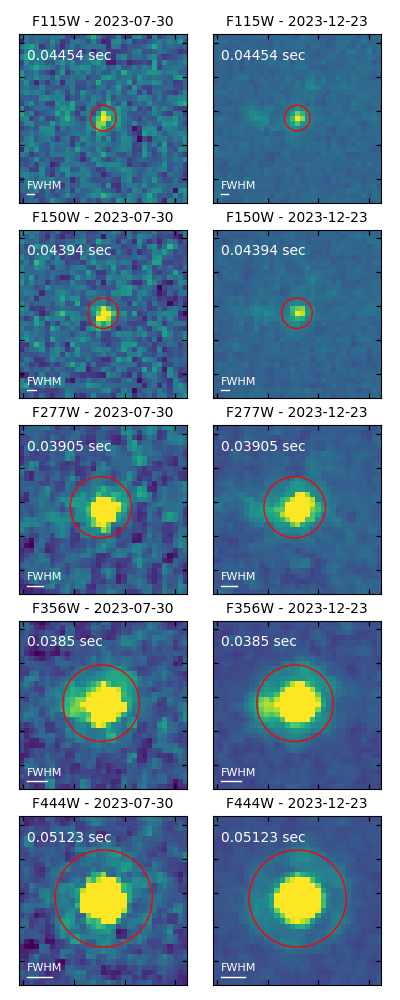 F115W - 2023-07-30
F115W - 2023-12-23
0.04454 sec
0.04454 sec
FWHM
FWHM
F150W - 2023-07-30
F150W - 2023-12-23
0.04394 sec
0.04394 sec
FWHM
FWHM
F277W - 2023-07-30
F277W - 2023-12-23
0.03905 sec
0.03905 sec
FWHM
FWHM
F356W - 2023-07-30
F356W - 2023-12-23
0.0385 sec
0.0385 sec
FWHM
FWHM
F444W - 2023-07-30
F444W - 2023-12-23
0.05123 sec
0.05123 sec
FWHM
FWHM